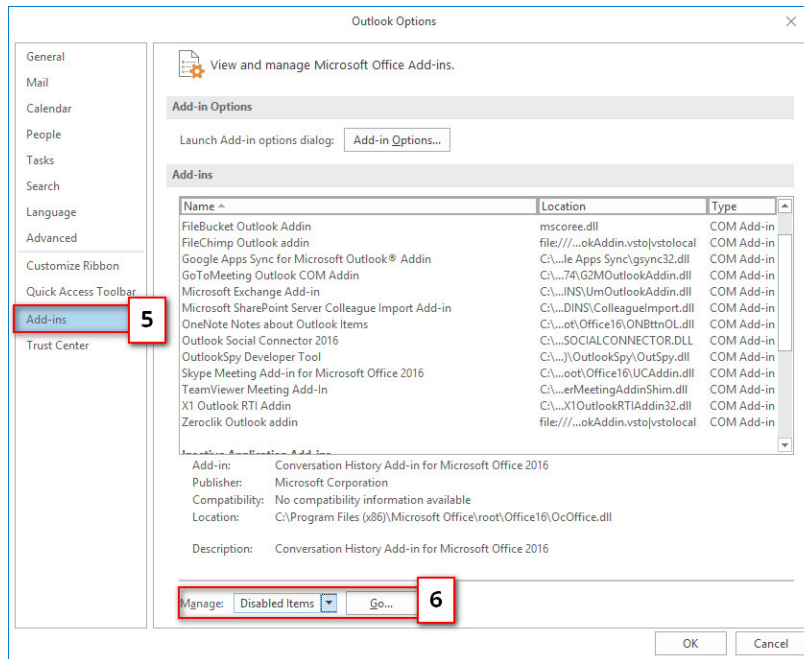 Outlook Options
General
Mail
Calendar
People
Tasks
Search
Language
Advanced
Customize Ribbon
Quick Access Toolbar
Add-ins
5
Trust Center
View and manage Microsoft Office Add-ins.
Add-in Options
Launch Add-in options dialog: Add-in Options...
Add-ins
Name Location Type
FileBucket Outlook Addin mscoree.dll COM Add-in
FileChimp Outlook addin file:///...okAddin.vsto|vstolocal COM Add-in
Google Apps Sync for Microsoft Outlook® Addin C:\...le Apps Sync\gsync32.dll COM Add-in
GoToMeeting Outlook COM Addin C:\...74\G2MOutlookAddin.dll COM Add-in
Microsoft Exchange Add-in C:\...INS\UmOutlookAddin.dll COM Add-in
Microsoft SharePoint Server Colleague Import Add-in C:\...DINS\ColleagueImport.dll COM Add-in
OneNote Notes about Outlook Items C:\...ot\Office16\ONBttnOL.dll COM Add-in
Outlook Social Connector 2016 C:\...SOCIALCONNECTOR.DLL COM Add-in
OutlookSpy Developer Tool C:\...)\OutlookSpy\OutSpy.dll COM Add-in
Skype Meeting Add-in for Microsoft Office 2016 C:\...oot\Office16\UCAddin.dll COM Add-in
TeamViewer Meeting Add-In C:\...erMeetingAddinShim.dll COM Add-in
X1 Outlook RTI Addin C:\...X1OutlookRTIAddin32.dll COM Add-in
Zeroclik Outlook addin file:///...okAddin.vsto|vstolocal COM Add-in
Inactive Application Add-ins
Add-in: Conversation History Add-in for Microsoft Office 2016
Publisher: Microsoft Corporation
Compatibility: No compatibility information available
Location: C:\Program Files (x86)\Microsoft Office\root\Office16\OcOffice.dll
Description: Conversation History Add-in for Microsoft Office 2016
Manage: Disabled Items Go...
6
OK Cancel